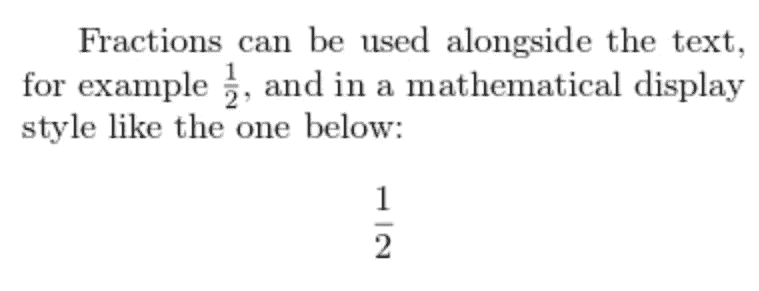 Fractions can be used alongside the text,
for example $\frac{1}{2}$, and in a mathematical display
style like the one below:
$$\frac{1}{2}$$